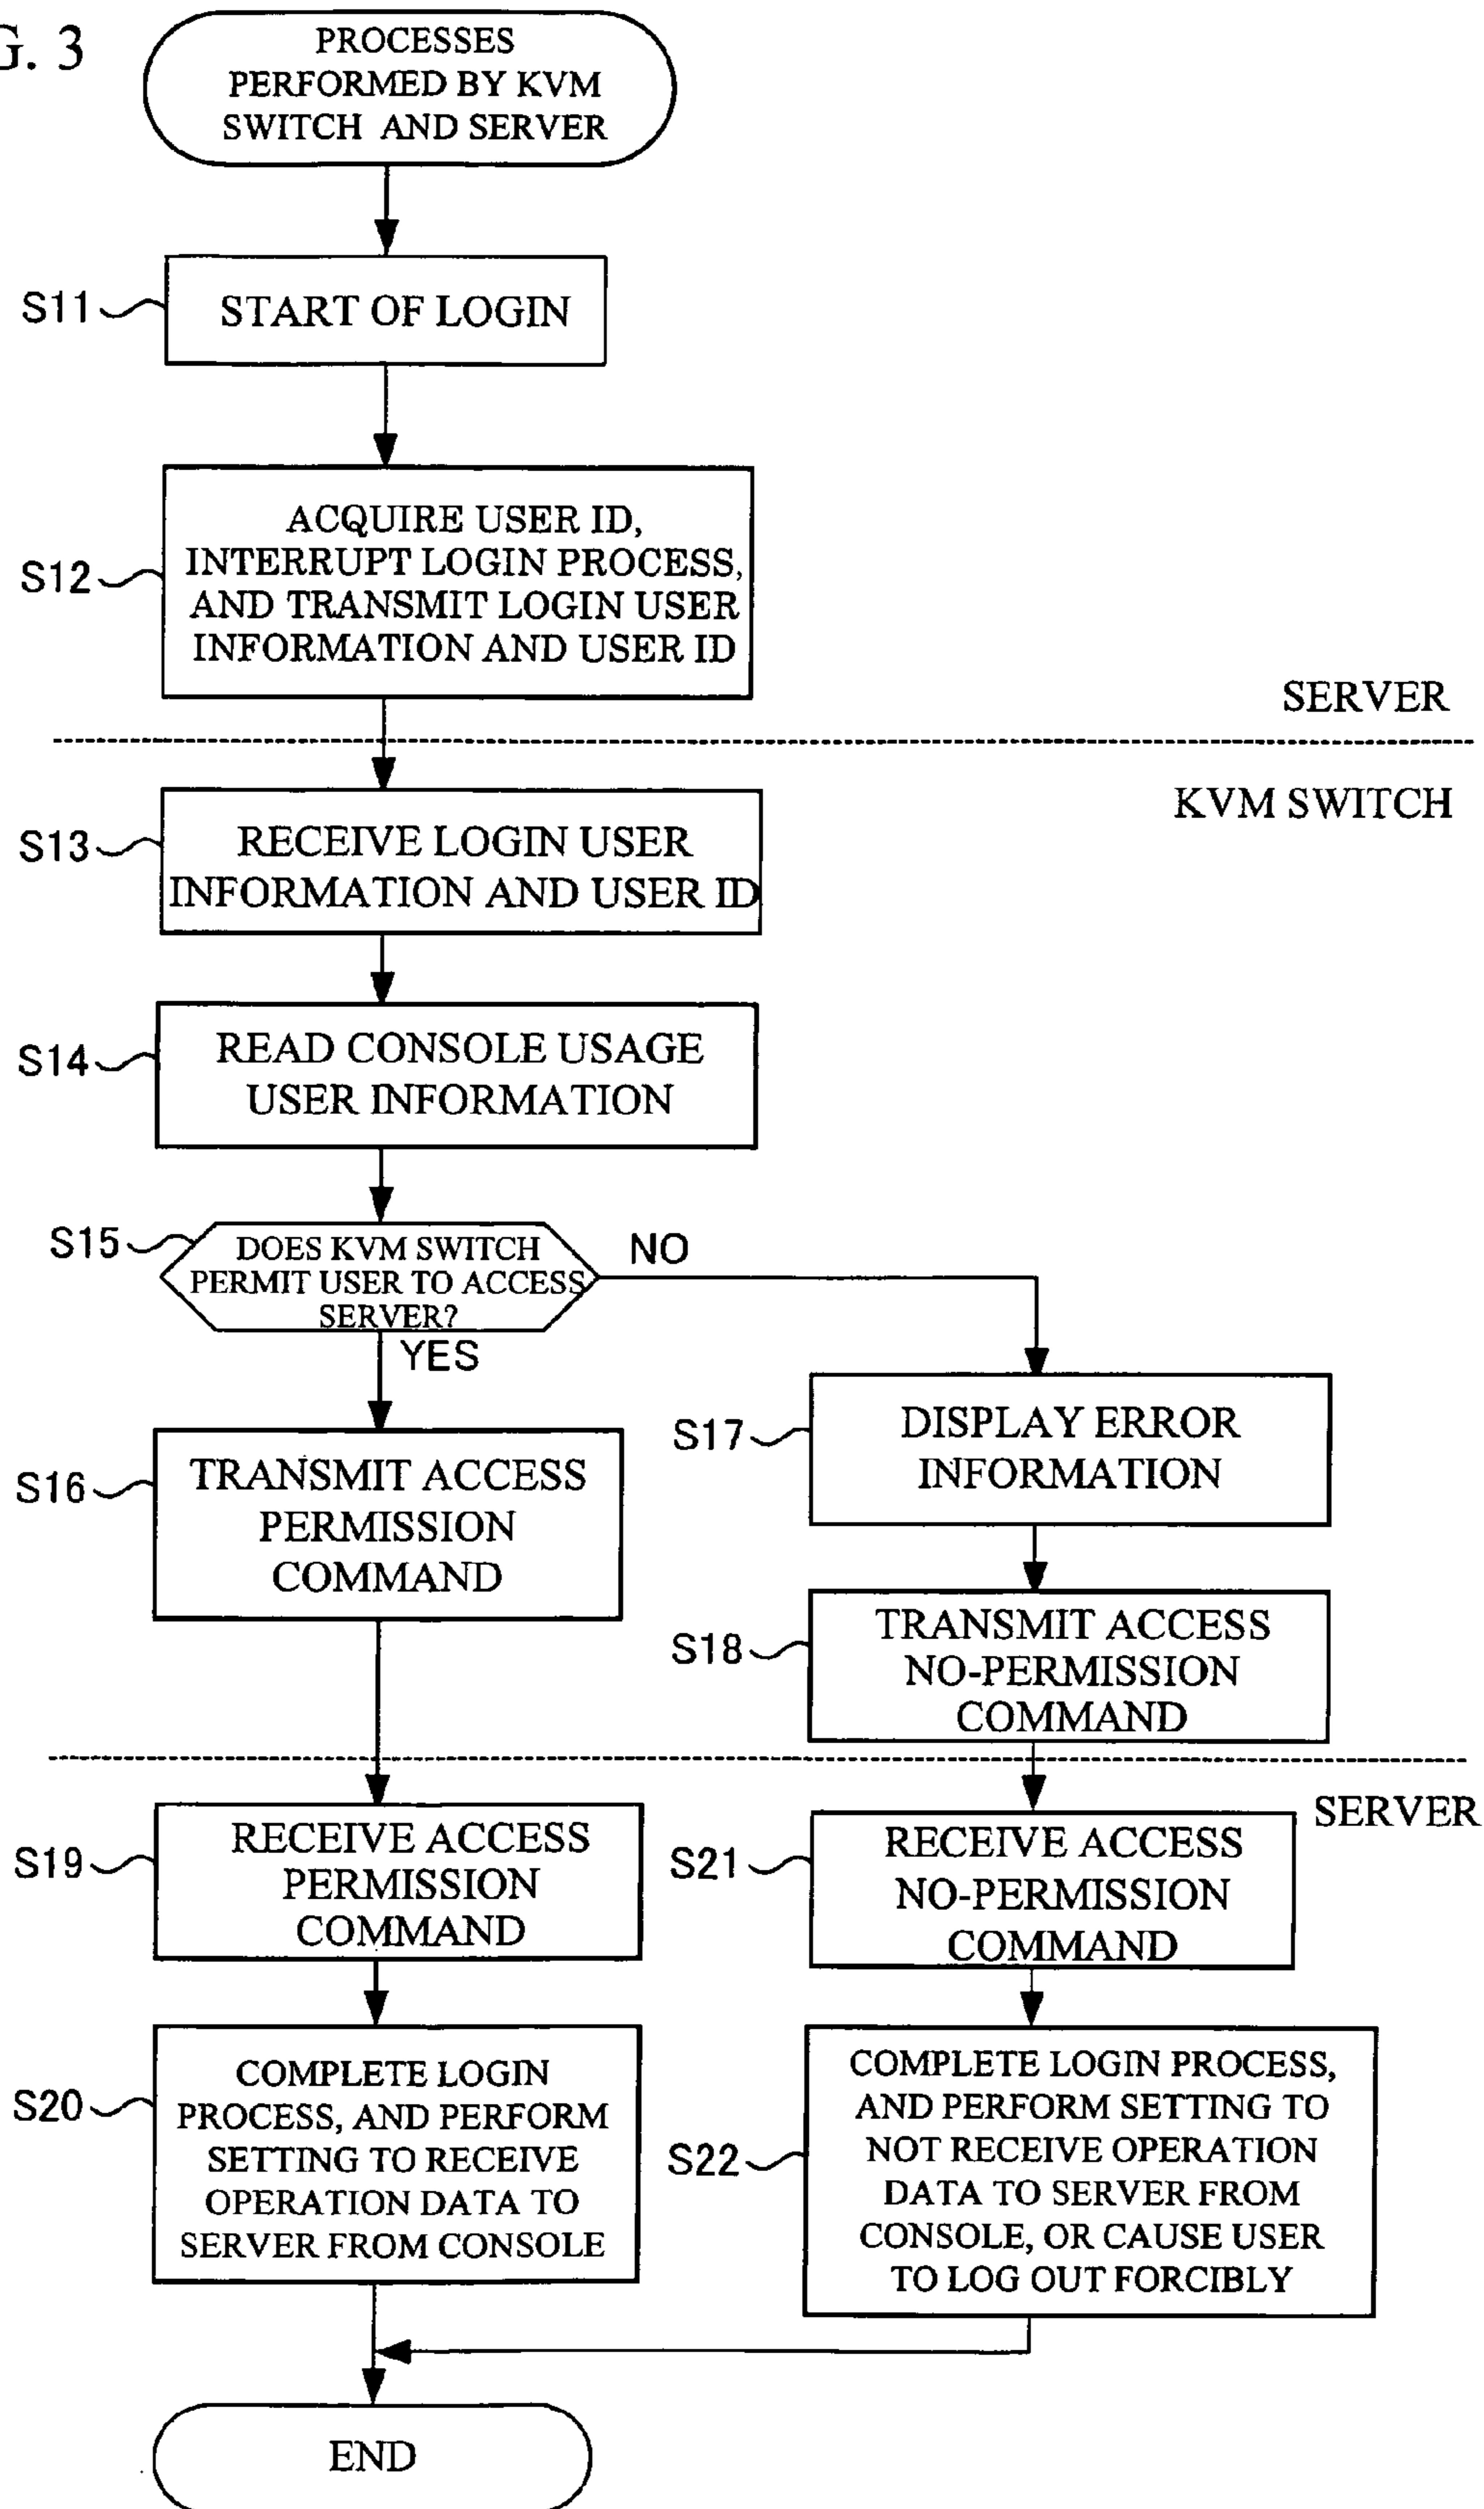 G. 3
PROCESSES
PERFORMED BY KVM
SWITCH AND SERVER
S11
START OF LOGIN
S12
ACQUIRE USER ID,
INTERRUPT LOGIN PROCESS,
AND TRANSMIT LOGIN USER
INFORMATION AND USER ID
SERVER
KVM SWITCH
S13
RECEIVE LOGIN USER
INFORMATION AND USER ID
S14
READ CONSOLE USAGE
USER INFORMATION
S15
DOES KVM SWITCH
PERMIT USER TO ACCESS
SERVER?
NO
YES
S16
TRANSMIT ACCESS
PERMISSION
COMMAND
S17
DISPLAY ERROR
INFORMATION
S18
TRANSMIT ACCESS
NO-PERMISSION
COMMAND
SERVER
S19
RECEIVE ACCESS
PERMISSION
COMMAND
S21
RECEIVE ACCESS
NO-PERMISSION
COMMAND
S20
COMPLETE LOGIN
PROCESS, AND PERFORM
SETTING TO RECEIVE
OPERATION DATA TO
SERVER FROM CONSOLE
S22
COMPLETE LOGIN PROCESS,
AND PERFORM SETTING TO
NOT RECEIVE OPERATION
DATA TO SERVER FROM
CONSOLE, OR CAUSE USER
TO LOG OUT FORCIBLY
END